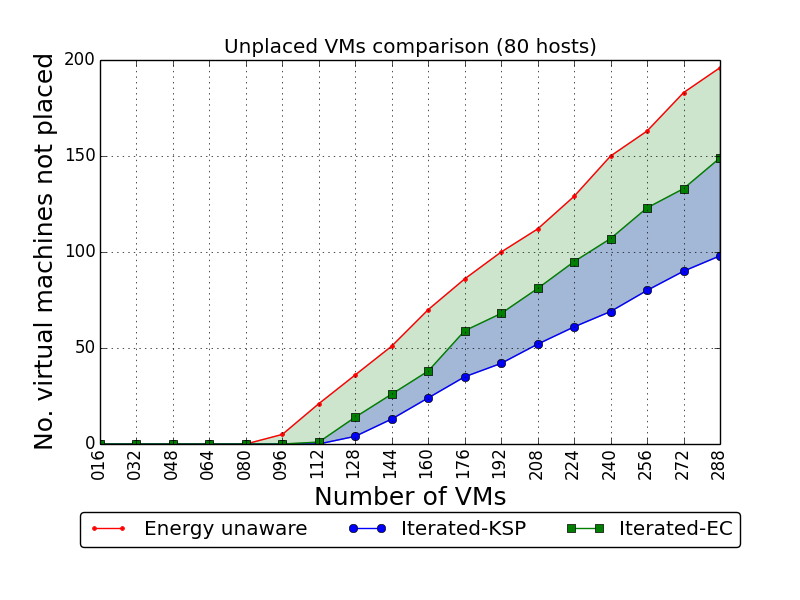 Unplaced VMs comparison (80 hosts)
No. virtual machines not placed
200
150
100
50
0
016 032 048 064 080 096 112 128 144 160 176 192 208 224 240 256 272 288
Number of VMs
Energy unaware Iterated-KSP Iterated-EC